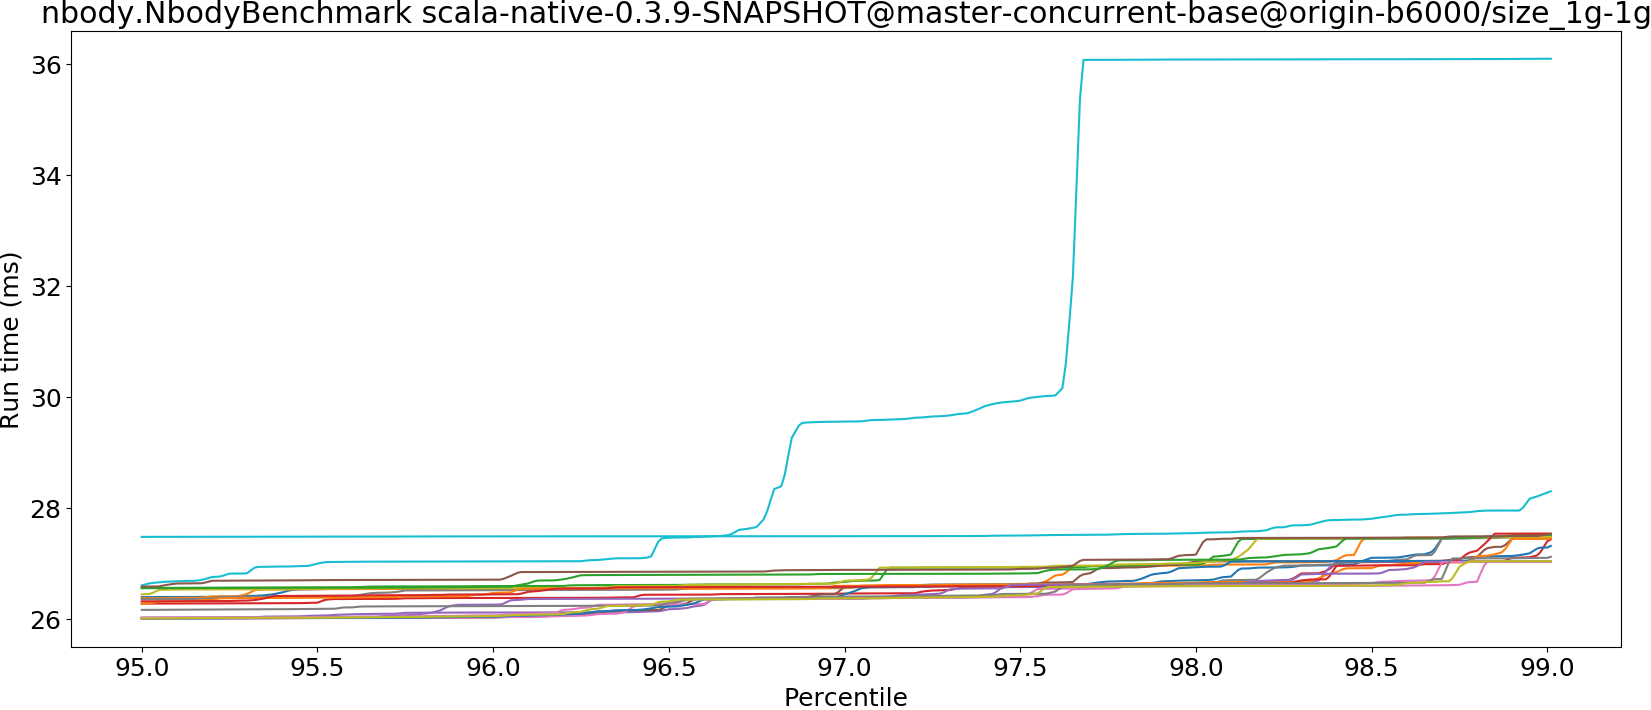 nbody.NbodyBenchmark scala-native-0.3.9-SNAPSHOT@master-concurrent-base@origin-b6000/size_1g-1g
Run time (ms)
36
34
32
30
28
26
95.0 95.5 96.0 96.5 97.0 97.5 98.0 98.5 99.0
Percentile